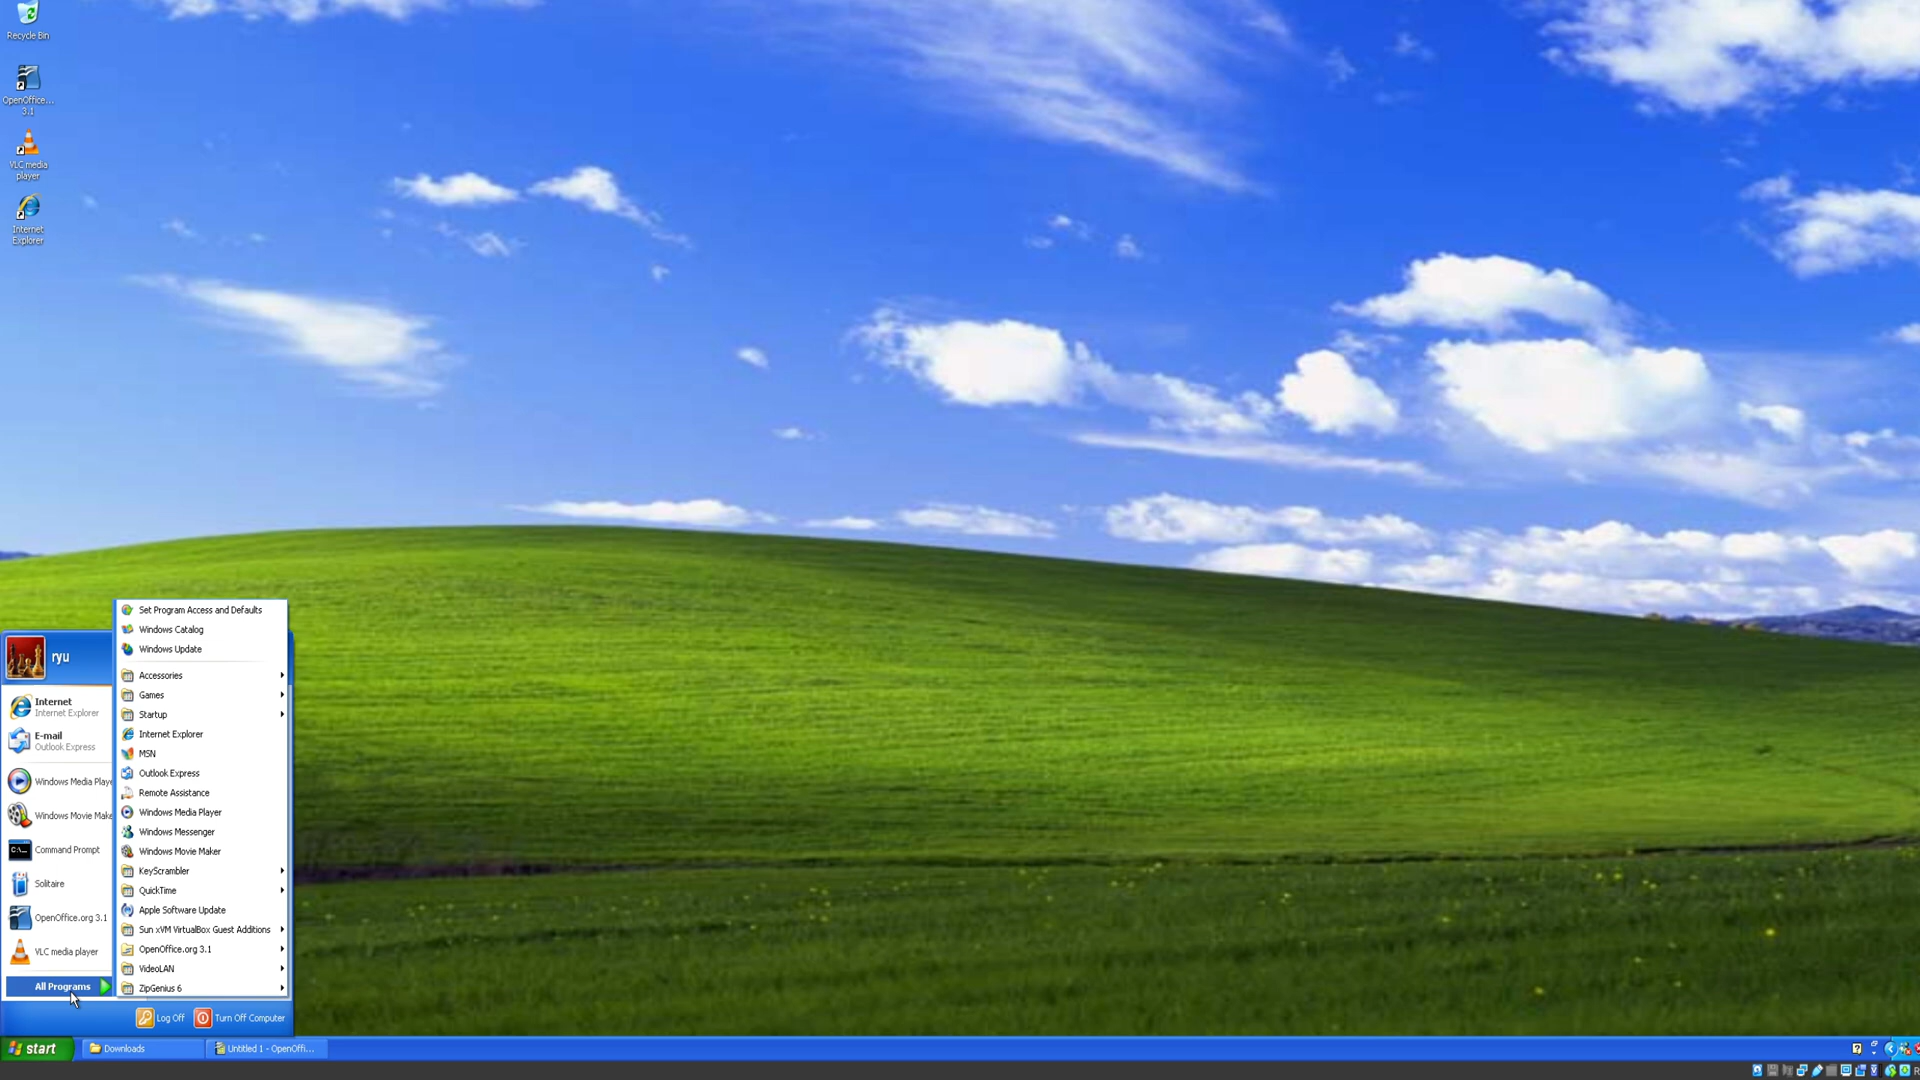 Recycle Bin
OpenOffice...
3.1
VLC media
player
Internet
Explorer
ryu
Internet
Internet Explorer
E-mail
Outlook Express
Windows Media Playe
Windows Movie Make
Command Prompt
Solitaire
OpenOffice.org 3.1
VLC media player
All Programs
Set Program Access and Defaults
Windows Catalog
Windows Update
Accessories
Games
Startup
Internet Explorer
MSN
Outlook Express
Remote Assistance
Windows Media Player
Windows Messenger
Windows Movie Maker
KeyScrambler
QuickTime
Apple Software Update
Sun xVM VirtualBox Guest Additions
OpenOffice.org 3.1
VideoLAN
ZipGenius 6
Log Off
Turn Off Computer
start
Downloads
Untitled 1 - OpenOffi...